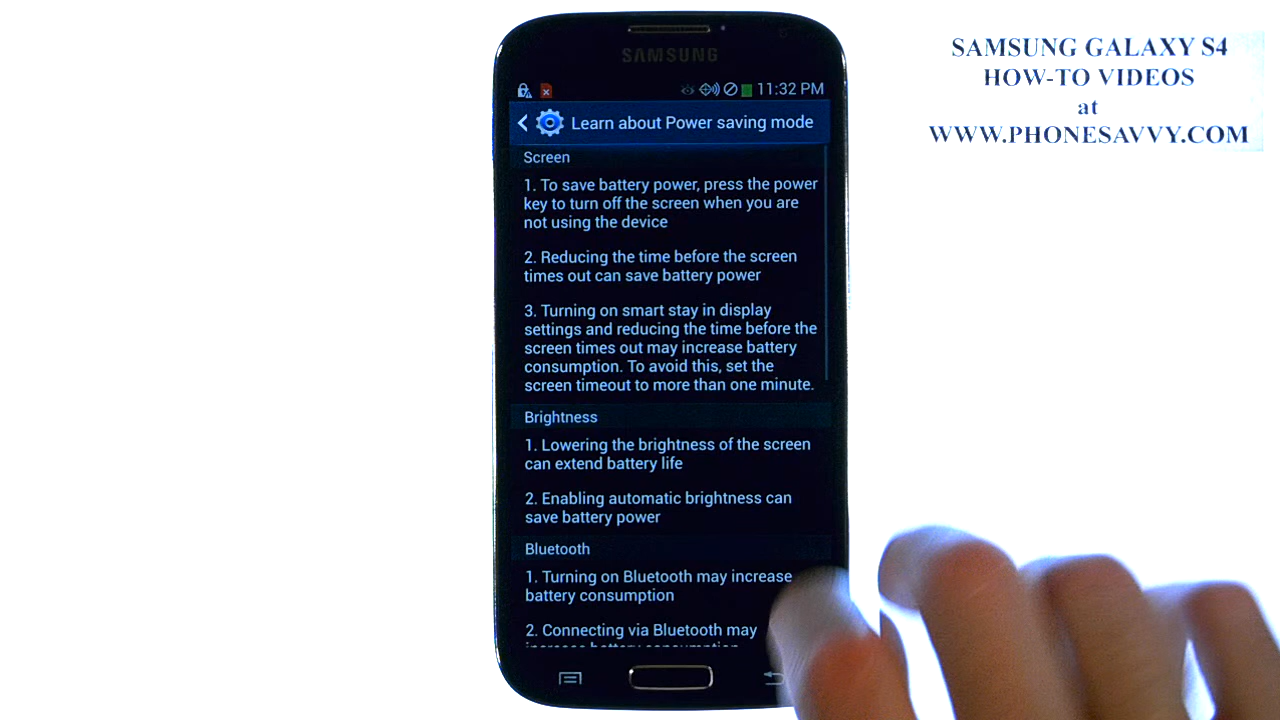 SAMSUNG GALAXY S4
HOW-TO VIDEOS
at
WWW.PHONESAVVY.COM
SAMSUNG
11:32 PM
Learn about Power saving mode
Screen
1. To save battery power, press the power
key to turn off the screen when you are
not using the device
2. Reducing the time before the screen
times out can save battery power
3. Turning on smart stay in display
settings and reducing the time before the
screen times out may increase battery
consumption. To avoid this, set the
screen timeout to more than one minute.
Brightness
1. Lowering the brightness of the screen
can extend battery life
2. Enabling automatic brightness can
save battery power
Bluetooth
1. Turning on Bluetooth may increase
battery consumption
2. Connecting via Bluetooth may
increase battery consumption